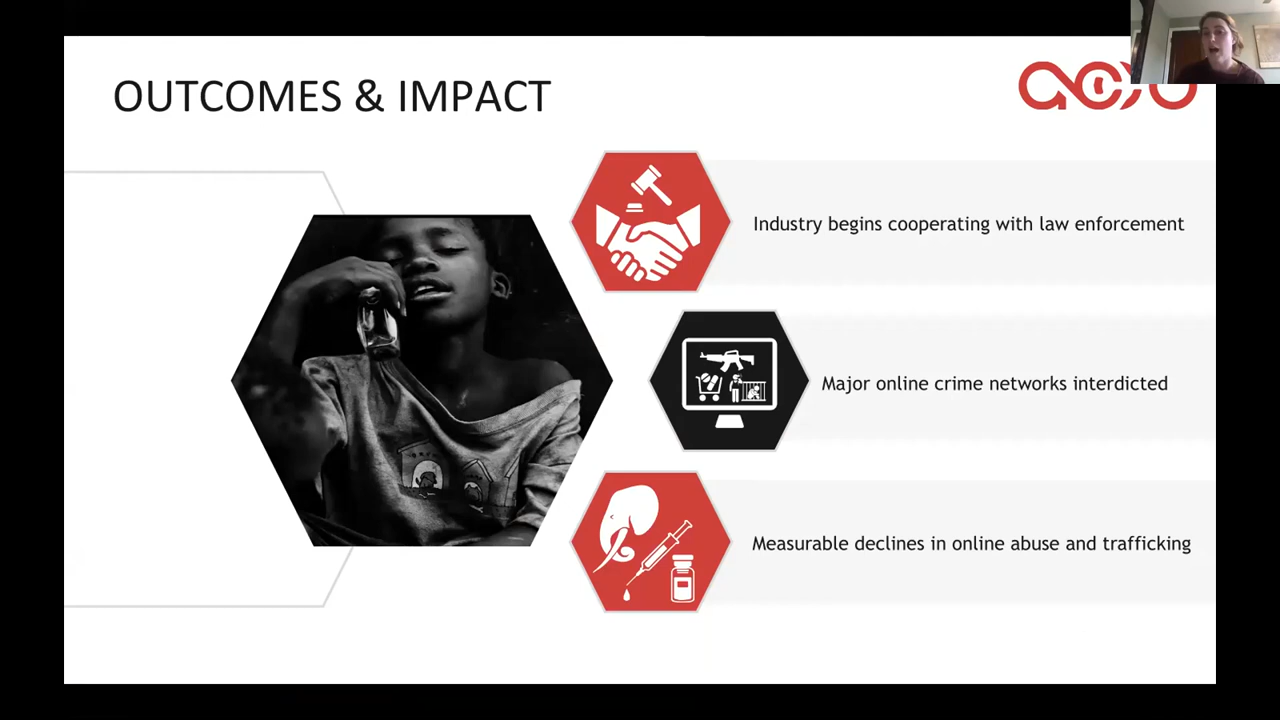 OUTCOMES & IMPACT
Industry begins cooperating with law enforcement
Major online crime networks interdicted
Measurable declines in online abuse and trafficking